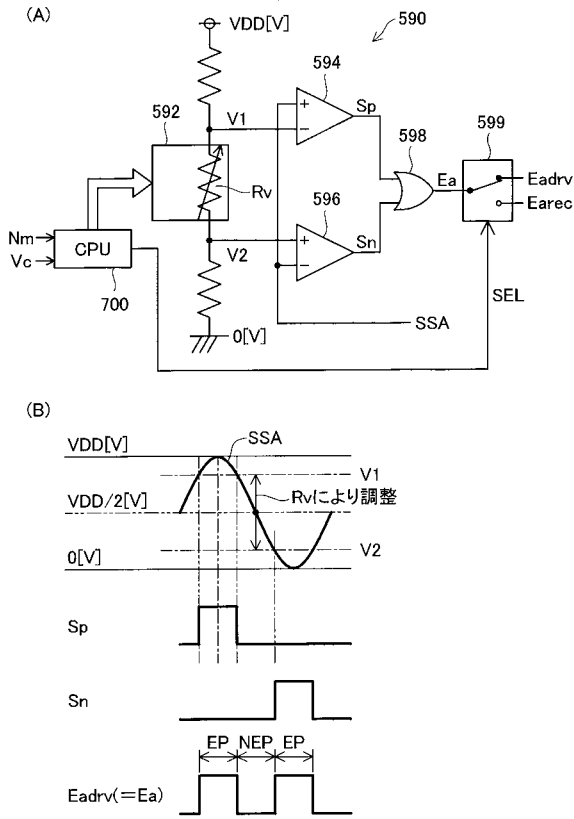 (A)
VDD[V]
590
594
592
V1
Sp
598
599
Ea
Eadrv
Earec
Rv
596
Nm
Vc
CPU
700
V2
Sn
SEL
SSA
0[V]
(B)
VDD[V]
SSA
V1
VDD/2[V]
Rvにより調整
V2
0[V]
Sp
Sn
EP NEP EP
Eadrv(=Ea)